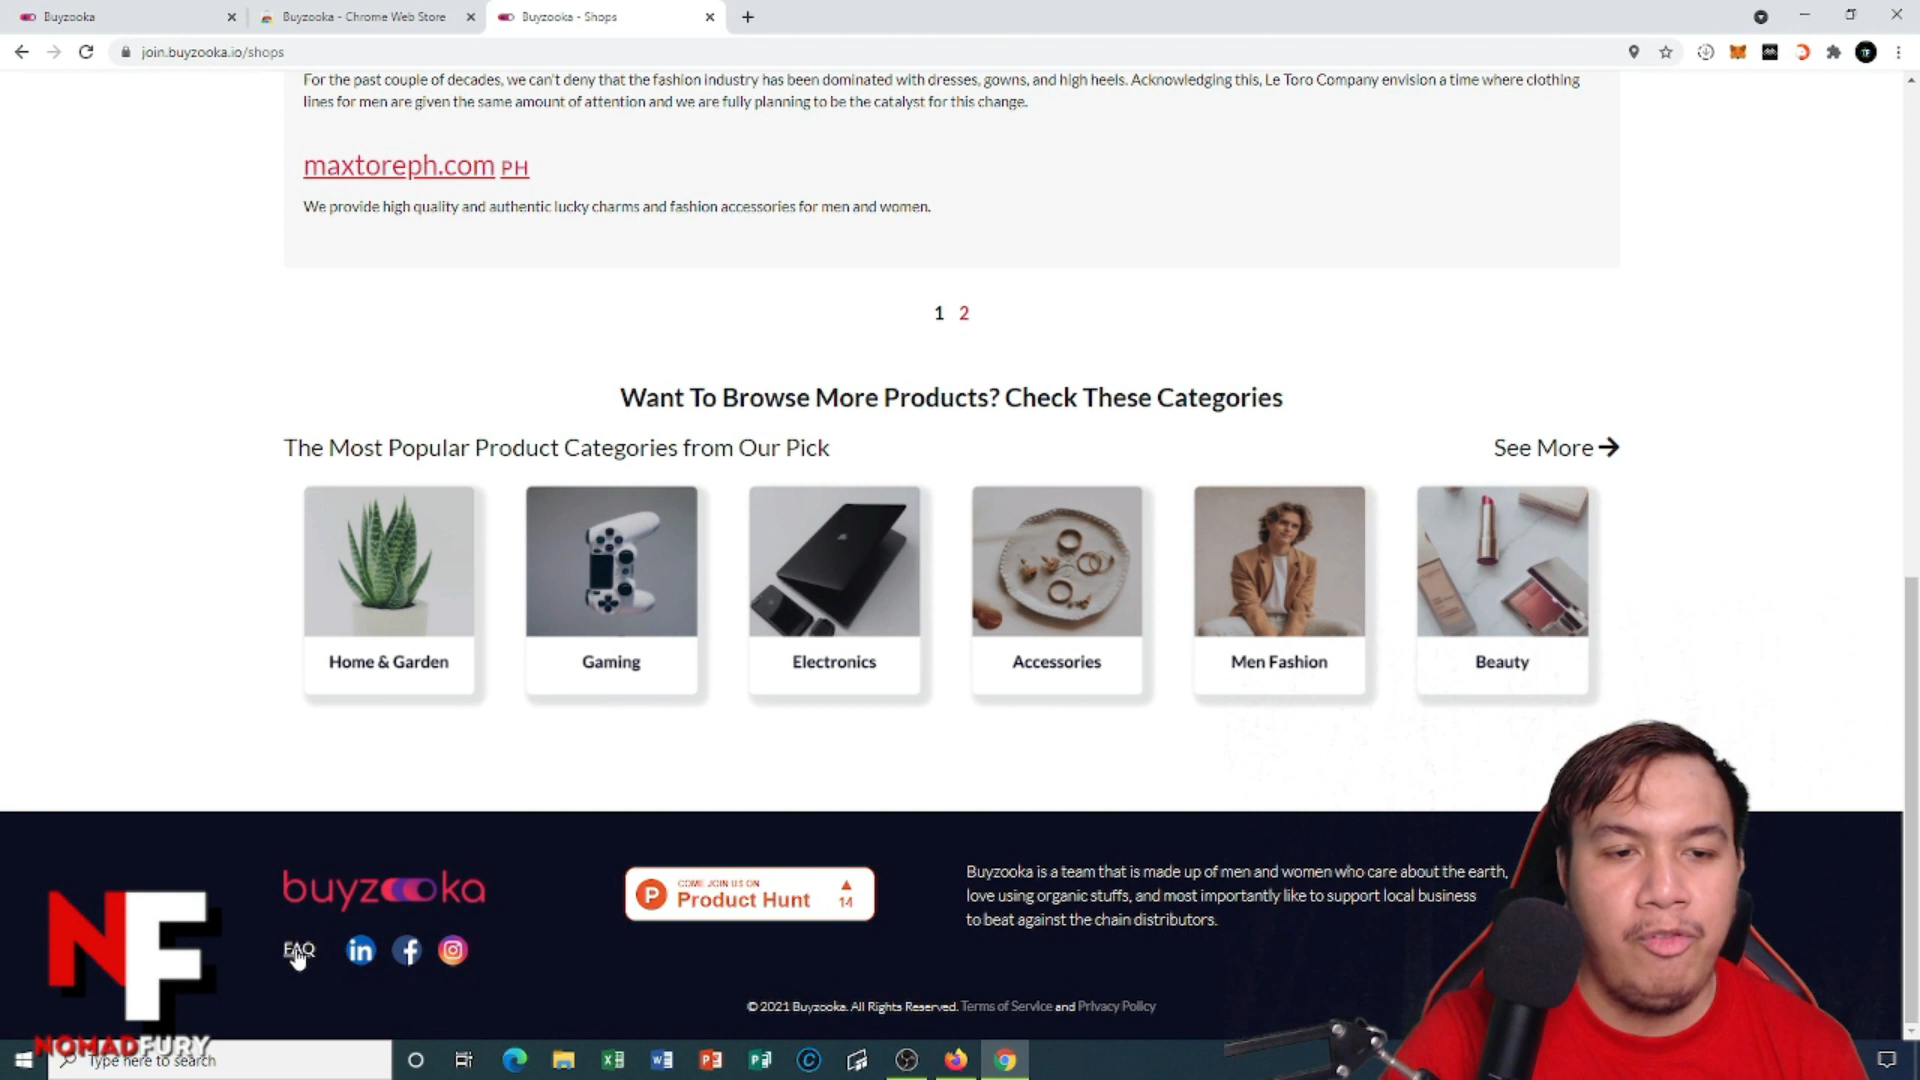 Buyzooka
Buyzooka - Chrome Web Store
Buyzooka - Shops
join.buyzooka.io/shops
For the past couple of decades, we can't deny that the fashion industry has been dominated with dresses, gowns, and high heels. Acknowledging this, Le Toro Company envision a time where clothing
lines for men are given the same amount of attention and we are fully planning to be the catalyst for this change.
maxtoreph.com PH
We provide high quality and authentic lucky charms and fashion accessories for men and women.
1 2
Want To Browse More Products? Check These Categories
The Most Popular Product Categories from Our Pick
See More
Home & Garden
Gaming
Electronics
Accessories
Men Fashion
Beauty
buyzooka
FAQ
COME JOIN US ON
Product Hunt
14
Buyzooka is a team that is made up of men and women who care about the earth,
love using organic stuffs, and most importantly like to support local business
to beat against the chain distributors.
© 2021 Buyzooka. All Rights Reserved. Terms of Service and Privacy Policy
NF
NOMADFURY
Type here to search